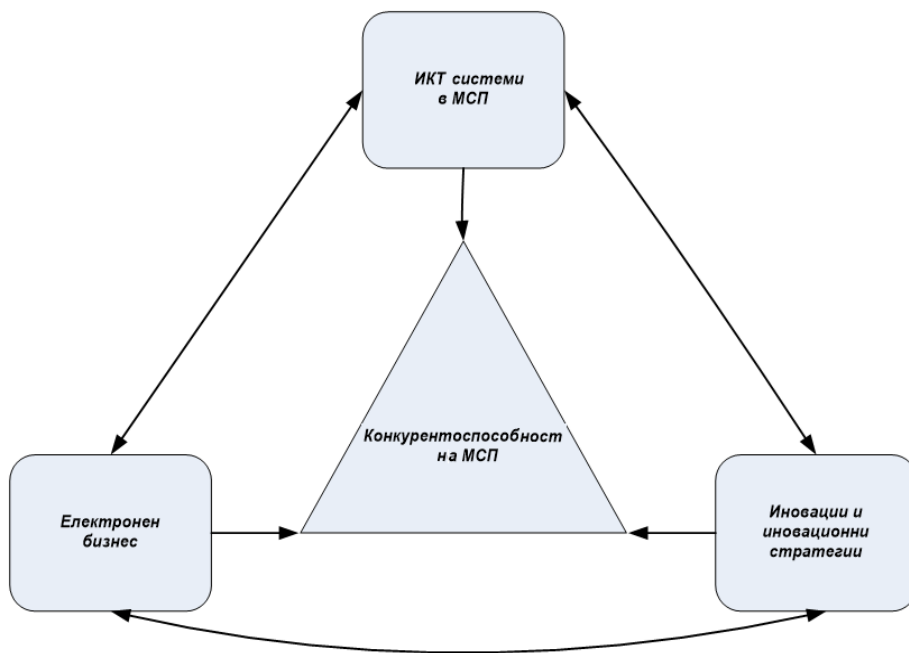 ИКТ системи
в МСП
Конкурентоспособност
на МСП
Електронен
бизнес
Иновации и
иновационни
стратегии